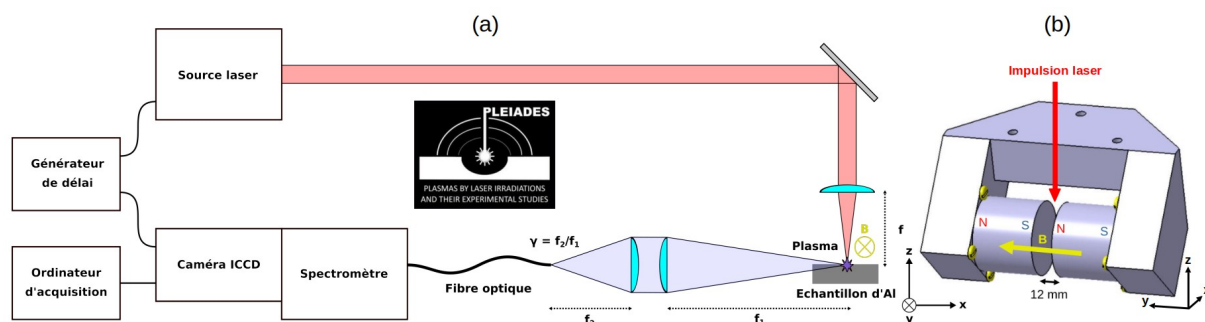 (a)
Source laser
Générateur
de délai
Ordinateur
d'acquisition
Caméra ICCD
Spectromètre
PLEIADES
PLASMAS BY LASER IRRADIATIONS
AND THEIR EXPERIMENTAL STUDIES
Fibre optique
γ = f₂/f₁
f₂
f₁
Plasma
B
f
Echantillon d'Al
z
x
y
(b)
Impulsion laser
N
S
N
S
B
12 mm
z
y
x